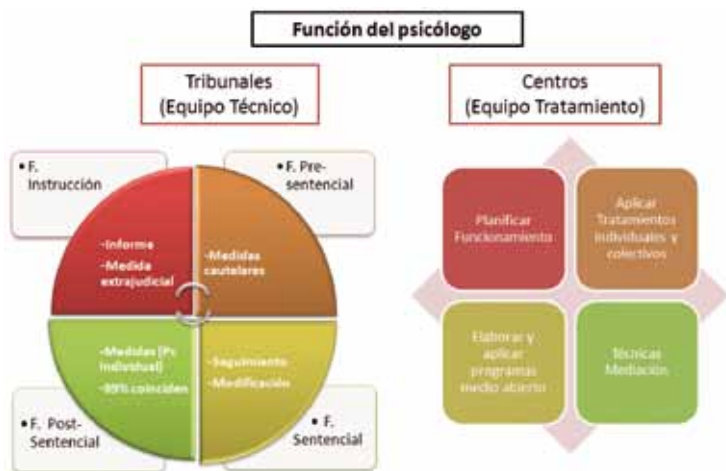 Función del psicólogo
Tribunales
(Equipo Técnico)
Centros
(Equipo Tratamiento)
• F.
Instrucción
• F. Pre-
sentencial
-Informe
-Medida
extrajudicial
-Medidas
cautelares
-Medidas (Pº
Individual)
-89% coinciden
-Seguimiento
-Modificación
• F. Post-
Sentencial
• F.
Sentencial
Planificar
Funcionamiento
Aplicar
Tratamientos
individuales y
colectivos
Elaborar y
aplicar
programas
medio abierto
Técnicas
Mediación